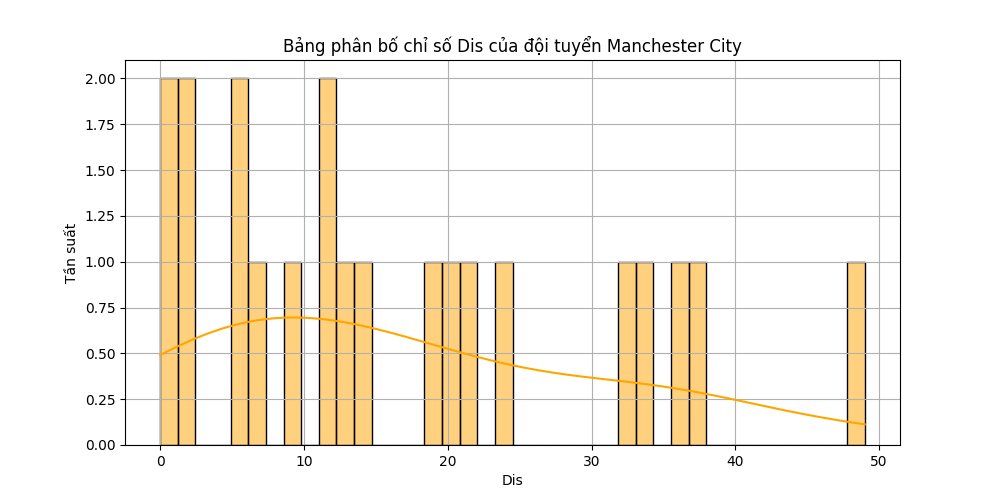 Bảng phân bố chỉ số Dis của đội tuyển Manchester City
2.00
1.75
1.50
1.25
1.00
0.75
0.50
0.25
0.00
Tần suất
0 10 20 30 40 50
Dis